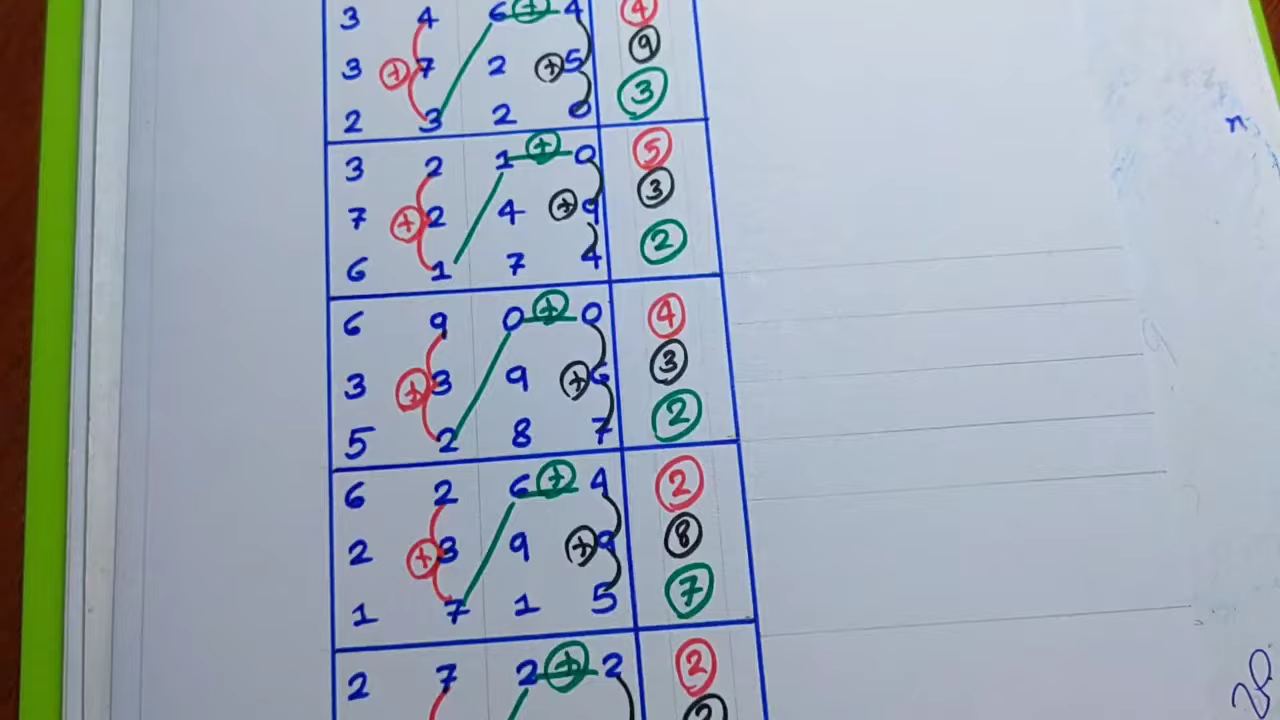 3 4 6 + 4 4
3 + 7 2 + 5 9
2 3 2 0 3
3 2 1 + 0 5
7 + 2 4 + 9 3
6 1 7 4 2
6 9 0 + 0 4
3 + 3 9 + 6 3
5 2 8 7 2
6 2 6 + 4 2
2 + 3 9 + 9 8
1 7 1 5 7
2 7 2 + 2 2